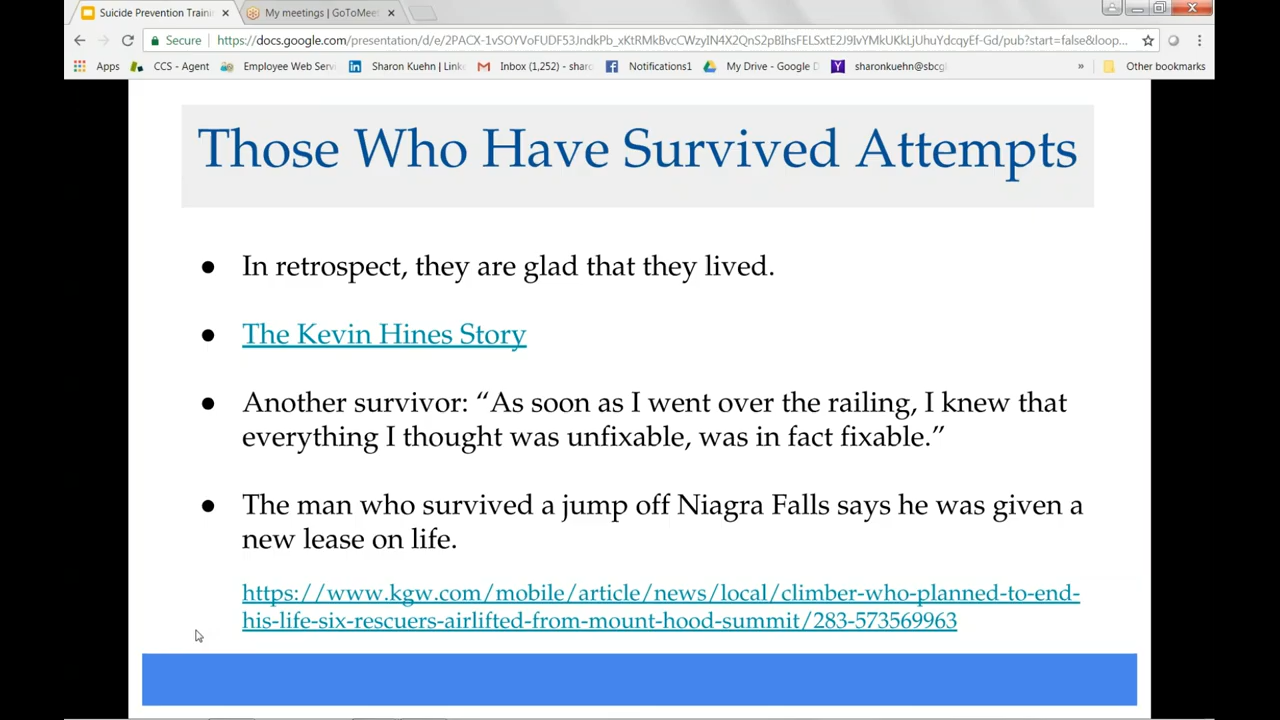 Suicide Prevention Traini
My meetings | GoToMeet
Secure
https://docs.google.com/presentation/d/e/2PACX-1vSOYVoFUDF53JndkPb_xKtRMkBvcCWzyIN4X2QnS2pBIhsFELSxtE2J9IvYMkUKkLjUhuYdcqyEf-Gd/pub?start=false&loop...
Apps CCS - Agent Employee Web Servi Sharon Kuehn | Link Inbox (1,252) - sharo Notifications1 My Drive - Google D sharonkuehn@sbcgl » Other bookmarks
Those Who Have Survived Attempts
● In retrospect, they are glad that they lived.
● The Kevin Hines Story
● Another survivor: “As soon as I went over the railing, I knew that
everything I thought was unfixable, was in fact fixable.”
● The man who survived a jump off Niagra Falls says he was given a
new lease on life.
https://www.kgw.com/mobile/article/news/local/climber-who-planned-to-end-
his-life-six-rescuers-airlifted-from-mount-hood-summit/283-573569963